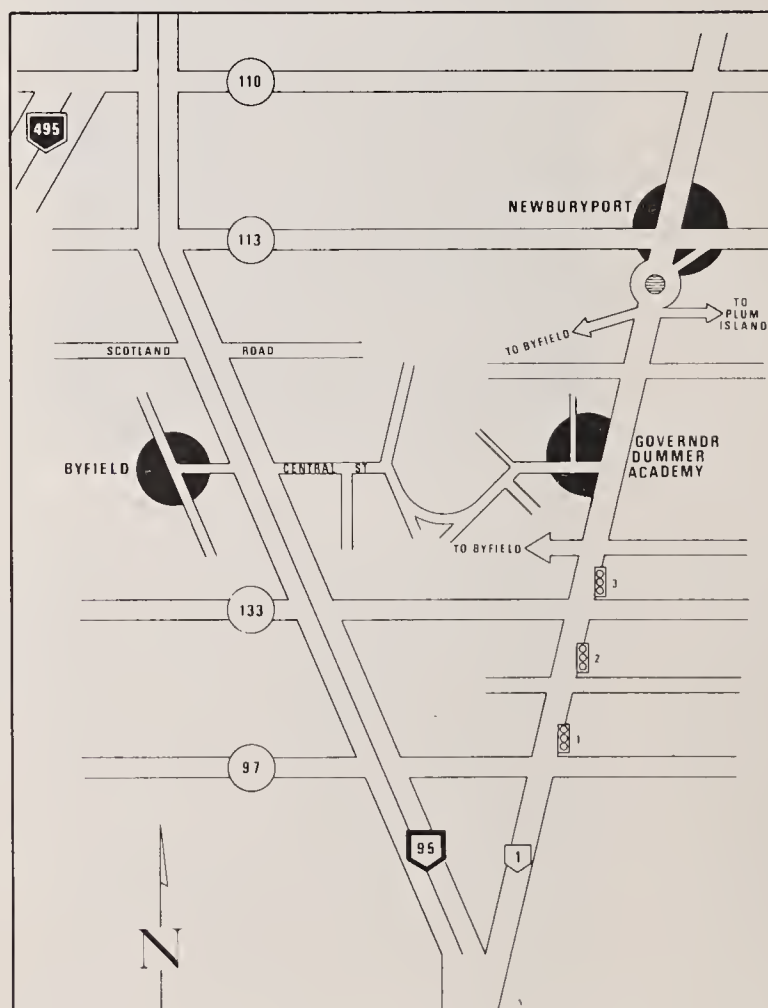 110
495
NEWBURYPORT
113
TO
PLUM
ISLAND
TO BYFIELD
SCOTLAND ROAD
GOVERNDR
DUMMER
ACADEMY
BYFIELD
CENTRAL ST
TO BYFIELD
3
133
2
1
97
95
1
N